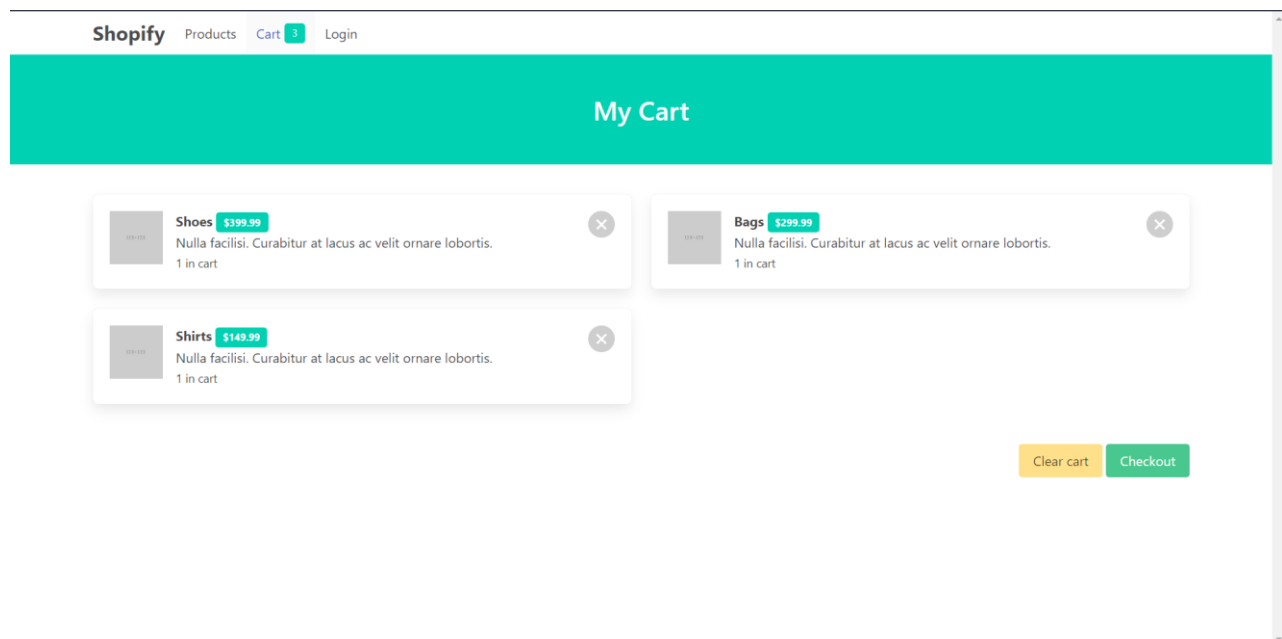 Shopify Products Cart 3 Login
My Cart
Shoes $399.99
Nulla facilisi. Curabitur at lacus ac velit ornare lobortis.
1 in cart
Bags $299.99
Nulla facilisi. Curabitur at lacus ac velit ornare lobortis.
1 in cart
Shirts $149.99
Nulla facilisi. Curabitur at lacus ac velit ornare lobortis.
1 in cart
Clear cart Checkout